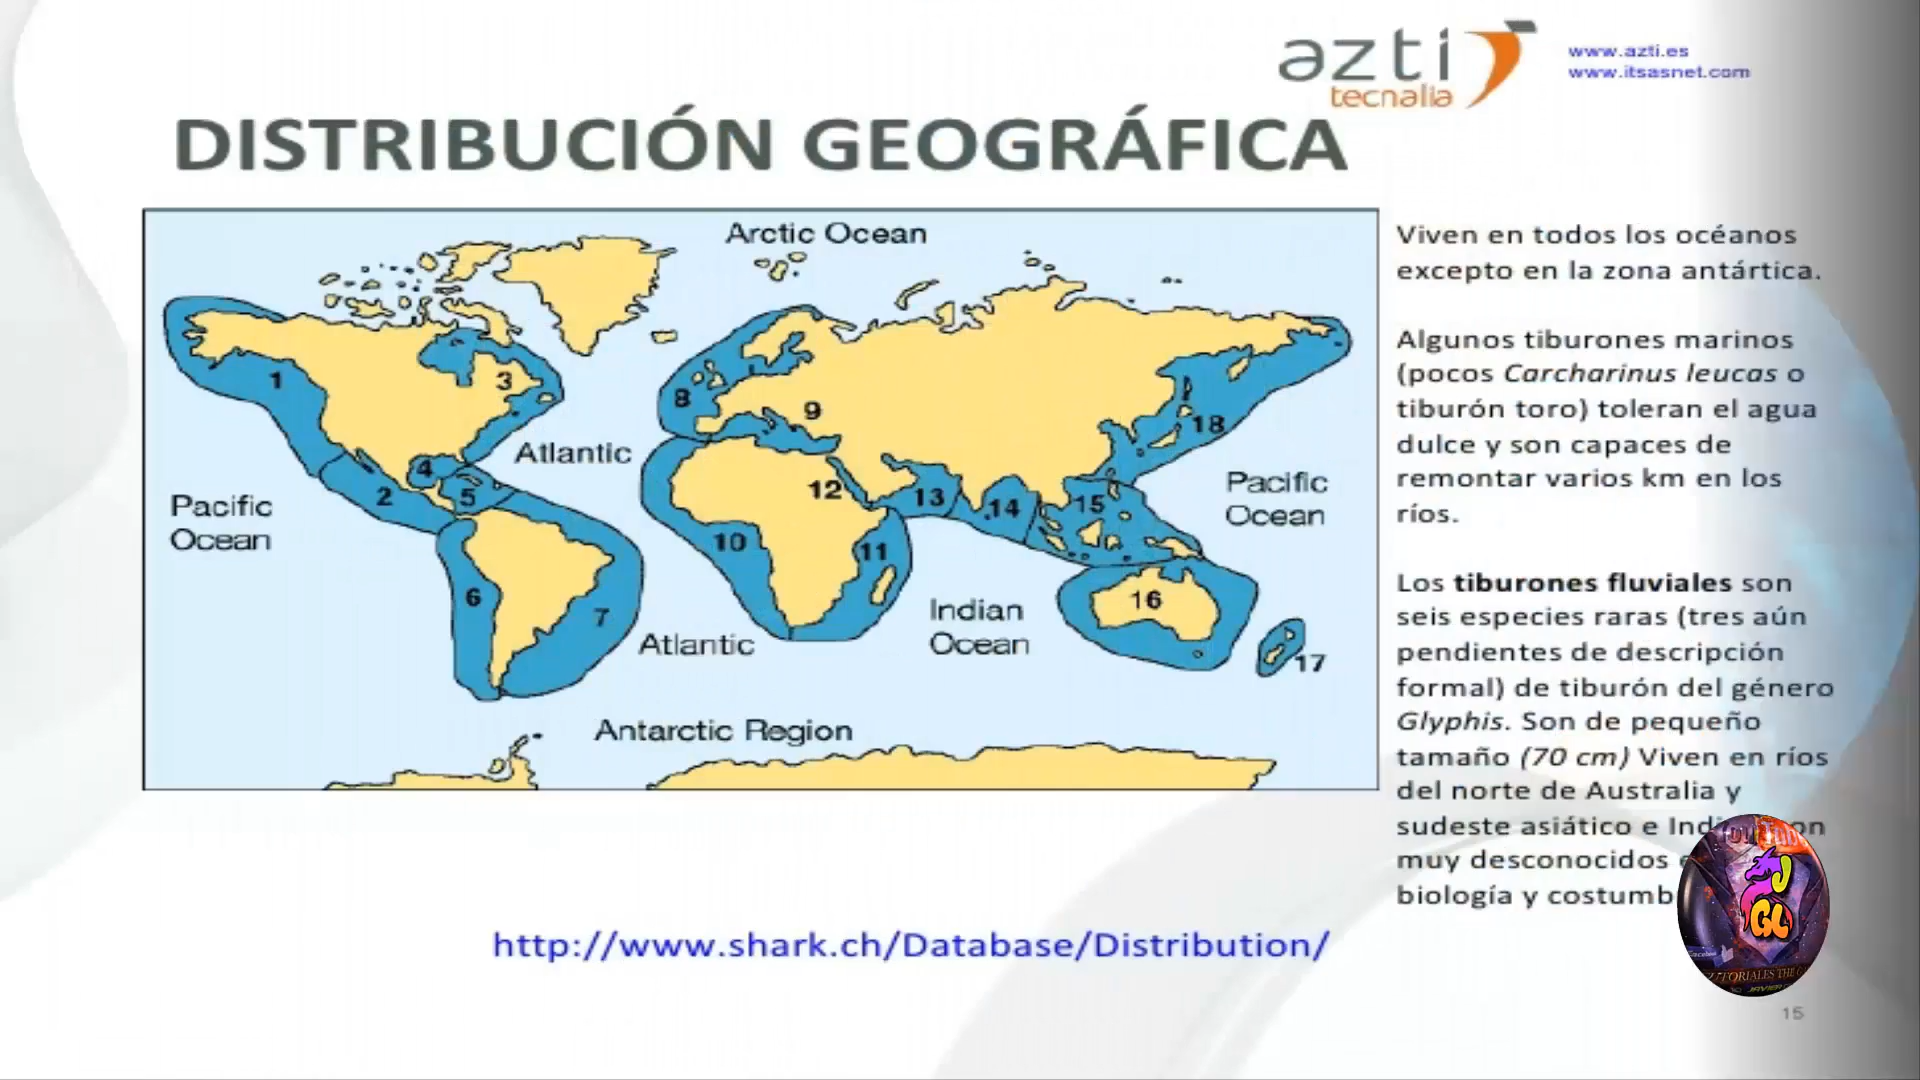 azti
tecnalia
www.azti.es
www.itsasnet.com
DISTRIBUCIÓN GEOGRÁFICA
Arctic Ocean
1
3
8
9
18
Atlantic
4
2
5
12
13
14
15
Pacific
Ocean
Pacific
Ocean
10
11
6
7
16
Indian
Ocean
Atlantic
17
Antarctic Region
Viven en todos los océanos
excepto en la zona antártica.
Algunos tiburones marinos
(pocos Carcharinus leucas o
tiburón toro) toleran el agua
dulce y son capaces de
remontar varios km en los
ríos.
Los tiburones fluviales son
seis especies raras (tres aún
pendientes de descripción
formal) de tiburón del género
Glyphis. Son de pequeño
tamaño (70 cm) Viven en ríos
del norte de Australia y
sudeste asiático e
muy desconocidos
biología y
http://www.shark.ch/Database/Distribution/
GL
15